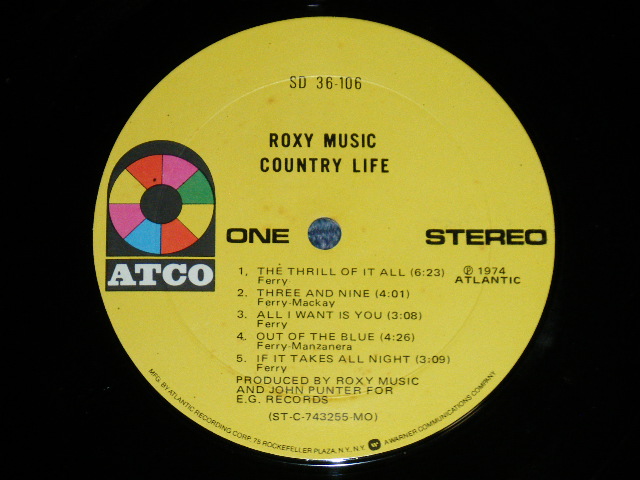 SD 36-106
ROXY MUSIC
COUNTRY LIFE
ATCO
ONE
STEREO
1. THE THRILL OF IT ALL (6:23)
Ferry
2. THREE AND NINE (4:01)
Ferry-Mackay
3. ALL I WANT IS YOU (3:08)
Ferry
4. OUT OF THE BLUE (4:26)
Ferry-Manzanera
5. IF IT TAKES ALL NIGHT (3:09)
Ferry
℗ 1974
ATLANTIC
PRODUCED BY ROXY MUSIC
AND JOHN PUNTER FOR
E.G. RECORDS
(ST-C-743255-MO)
MFG. BY ATLANTIC RECORDING CORP. 75 ROCKEFELLER PLAZA, N.Y., N.Y. A WARNER COMMUNICATIONS COMPANY